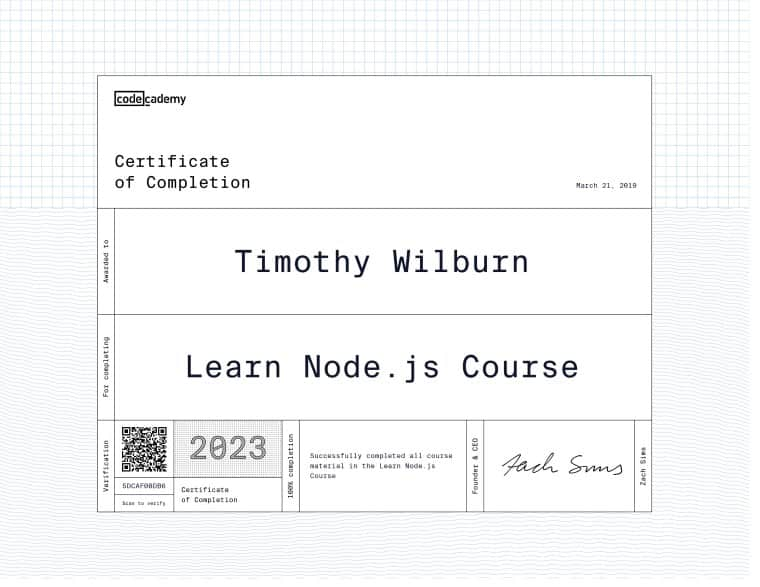 codecademy
Certificate
of Completion
March 21, 2019
Awarded to
Timothy Wilburn
For completing
Learn Node.js Course
Verification
5DCAF08DB6
Scan to verify
2023
Certificate
of Completion
100% completion
Successfully completed all course
material in the Learn Node.js
Course
Founder & CEO
Zach Sims
Zach Sims